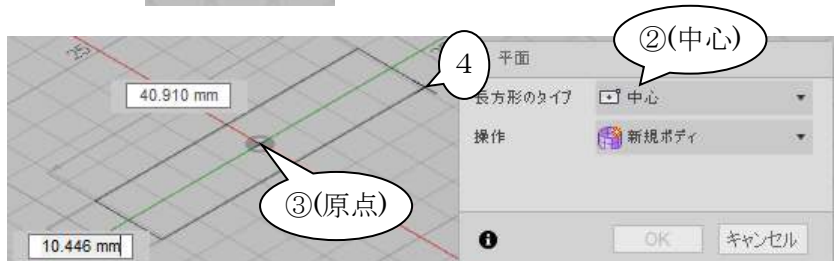 ②(中心)
4
平面
25
40.910 mm
長方形のタイプ
中心
操作
新規ボディ
③(原点)
10.446 mm
OK
キャンセル